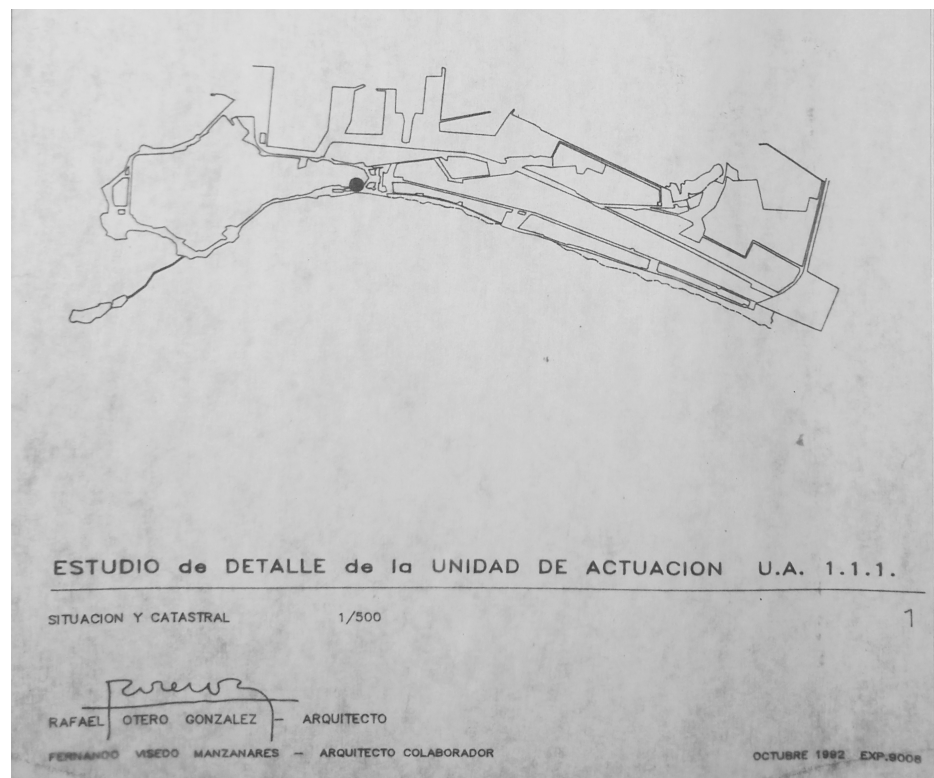 ESTUDIO de DETALLE de la UNIDAD DE ACTUACION U.A. 1.1.1.
SITUACION Y CATASTRAL 1/500 1
RAFAEL OTERO GONZALEZ - ARQUITECTO
FERNANDO VISEDO MANZANARES - ARQUITECTO COLABORADOR OCTUBRE 1992 EXP.9008